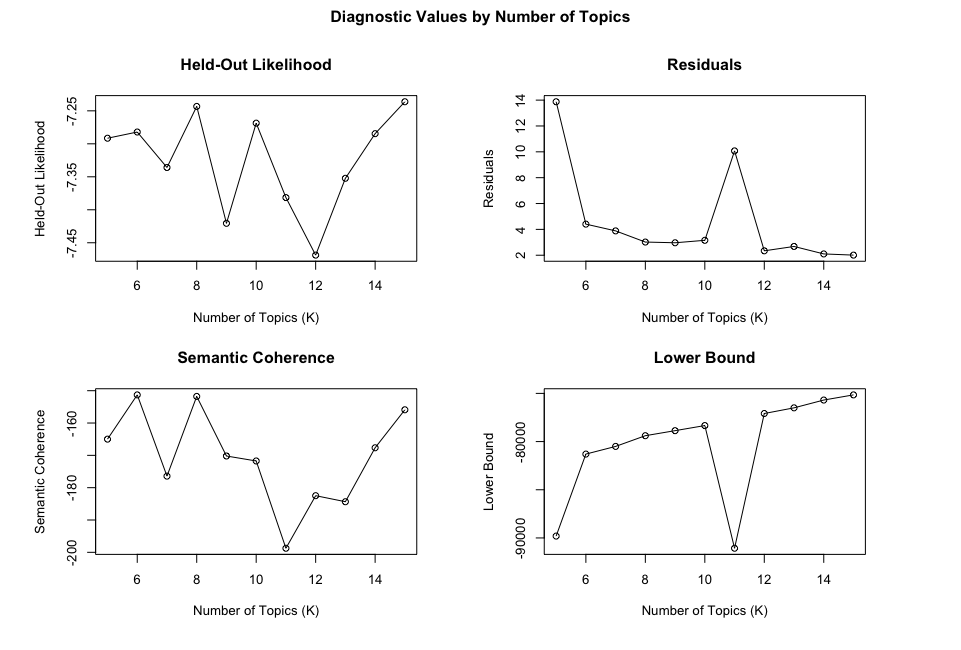 Diagnostic Values by Number of Topics
Held-Out Likelihood
Held-Out Likelihood
-7.25
-7.35
-7.45
6 8 10 12 14
Number of Topics (K)
Residuals
Residuals
14
12
10
8
6
4
2
6 8 10 12 14
Number of Topics (K)
Semantic Coherence
Semantic Coherence
-160
-180
-200
6 8 10 12 14
Number of Topics (K)
Lower Bound
Lower Bound
-80000
-90000
6 8 10 12 14
Number of Topics (K)